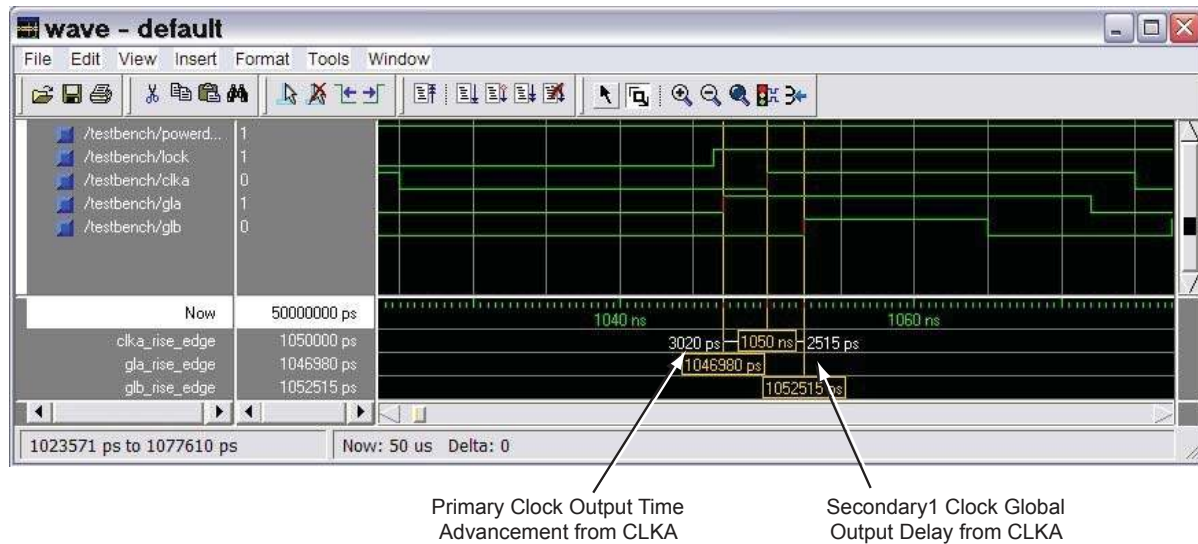 wave - default
File Edit View Insert Format Tools Window
/testbench/powerd... 1
/testbench/lock 1
/testbench/clka 0
/testbench/gla 1
/testbench/glb 0
Now 50000000 ps
1040 ns 1060 ns
clka_rise_edge 1050000 ps 3020 ps 1050 ns 2515 ps
gla_rise_edge 1046980 ps 1046980 ps
glb_rise_edge 1052515 ps 1052515 ps
1023571 ps to 1077610 ps Now: 50 us Delta: 0
Primary Clock Output Time
Advancement from CLKA
Secondary1 Clock Global
Output Delay from CLKA